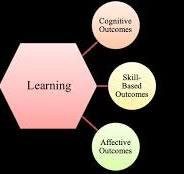 Cognitive
Outcomes
Learning
Skill-
Based
Outcomes
Affective
Outcomes